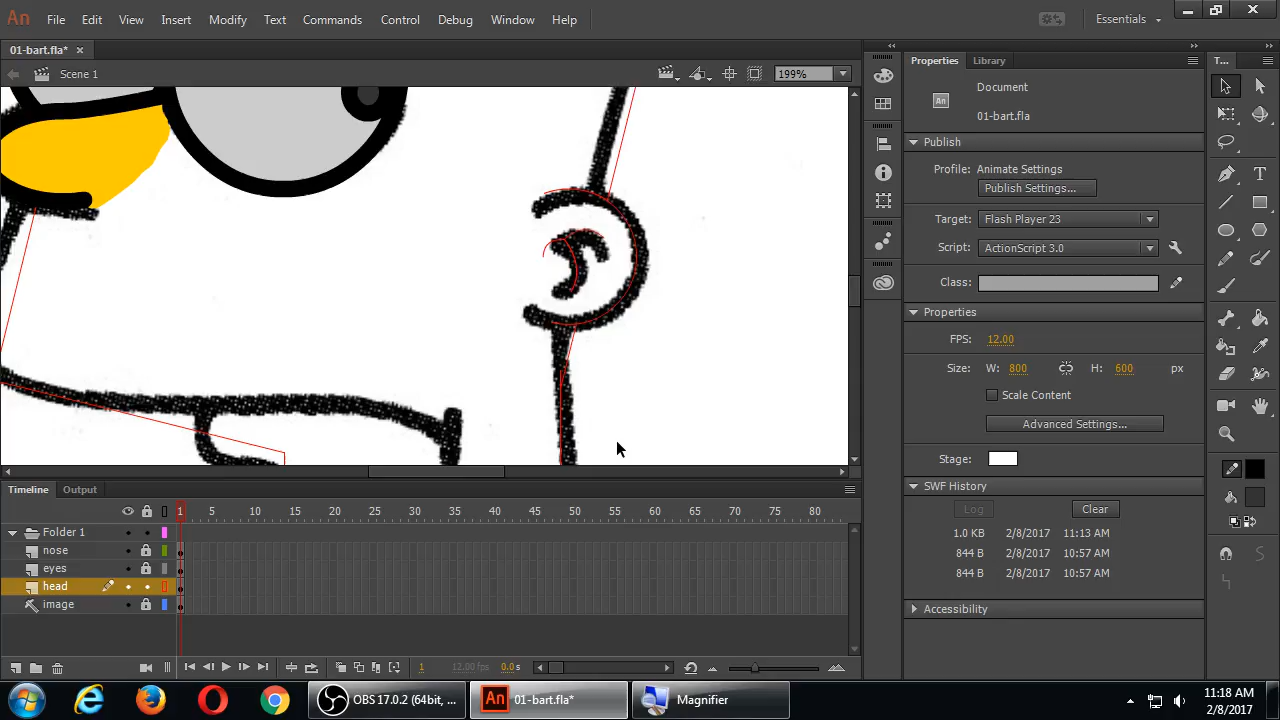 An File Edit View Insert Modify Text Commands Control Debug Window Help Essentials
01-bart.fla* ×
Scene 1 199%
Properties Library T...
An Document
01-bart.fla
Publish
Profile: Animate Settings
Publish Settings...
Target: Flash Player 23
Script: ActionScript 3.0
Class:
Properties
FPS: 12.00
Size: W: 800 H: 600 px
Scale Content
Advanced Settings...
Stage:
SWF History
Log Clear
1.0 KB 2/8/2017 11:13 AM
844 B 2/8/2017 10:57 AM
844 B 2/8/2017 10:57 AM
Accessibility
Timeline Output
1 5 10 15 20 25 30 35 40 45 50 55 60 65 70 75 80
Folder 1
nose
eyes
head
image
1 12.00 fps 0.0 s
OBS 17.0.2 (64bit, ... An 01-bart.fla* Magnifier
11:18 AM
2/8/2017